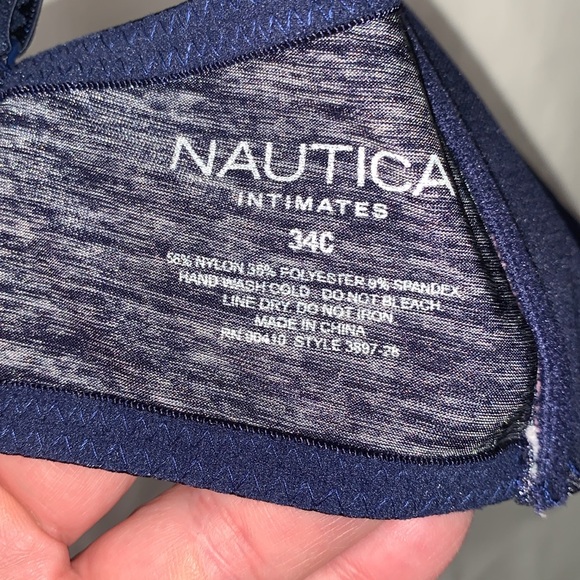 NAUTICA
INTIMATES
34C
56% NYLON 35% POLYESTER 9% SPANDEX
HAND WASH COLD. DO NOT BLEACH.
LINE DRY. DO NOT IRON
MADE IN CHINA
RN 90410 STYLE 3897-28